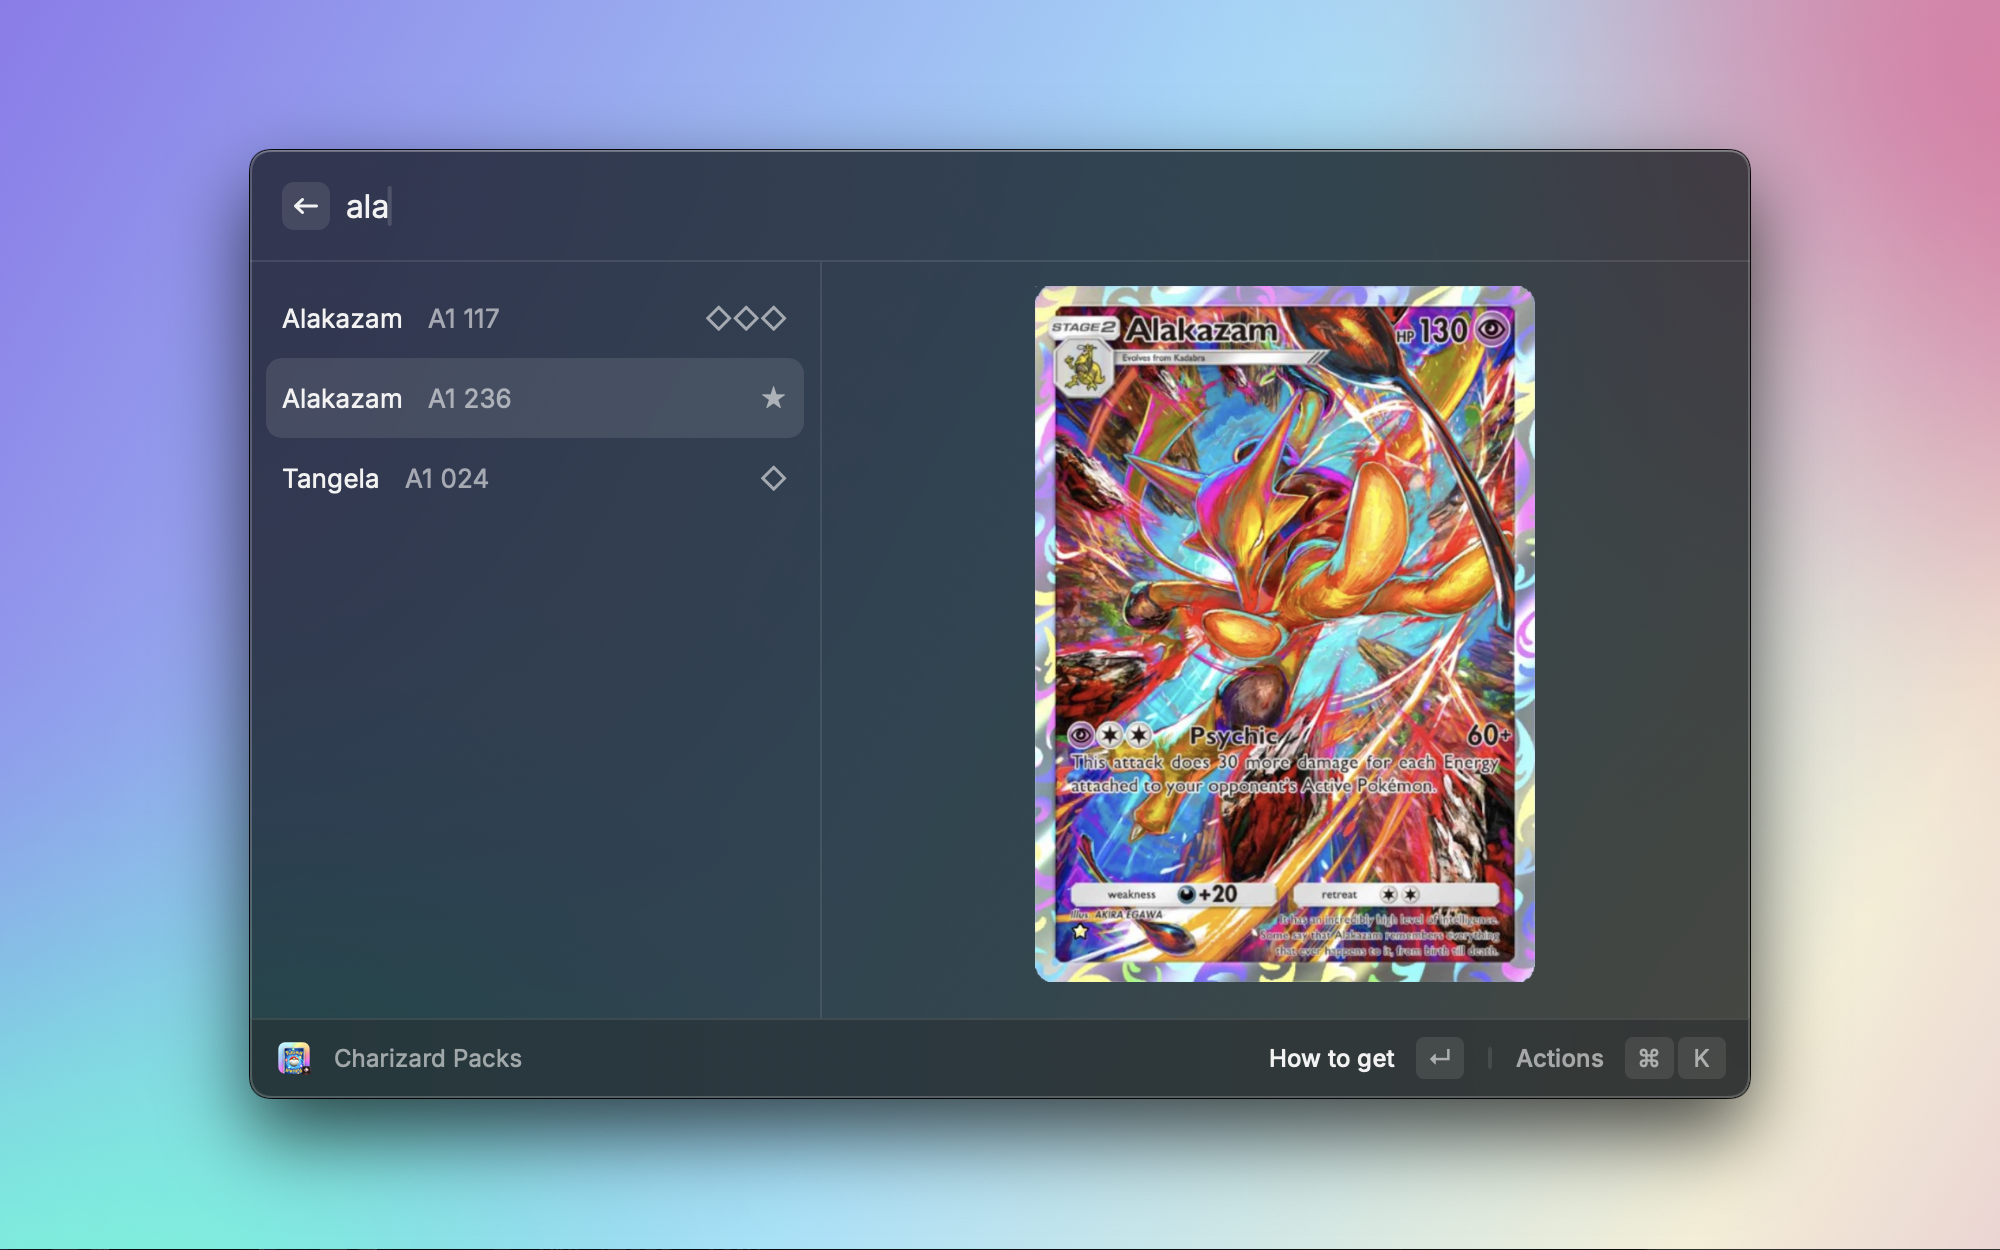 ala
Alakazam A1 117
Alakazam A1 236
Tangela A1 024
STAGE 2 Alakazam HP 130
Evolves from Kadabra
Psychic 60+
This attack does 30 more damage for each Energy
attached to your opponent's Active Pokémon.
weakness +20 retreat
Illus. AKIRA EGAWA
It has an incredibly high level of intelligence.
Some say that Alakazam remembers everything
that ever happens to it, from birth till death.
Charizard Packs
How to get
Actions ⌘ K